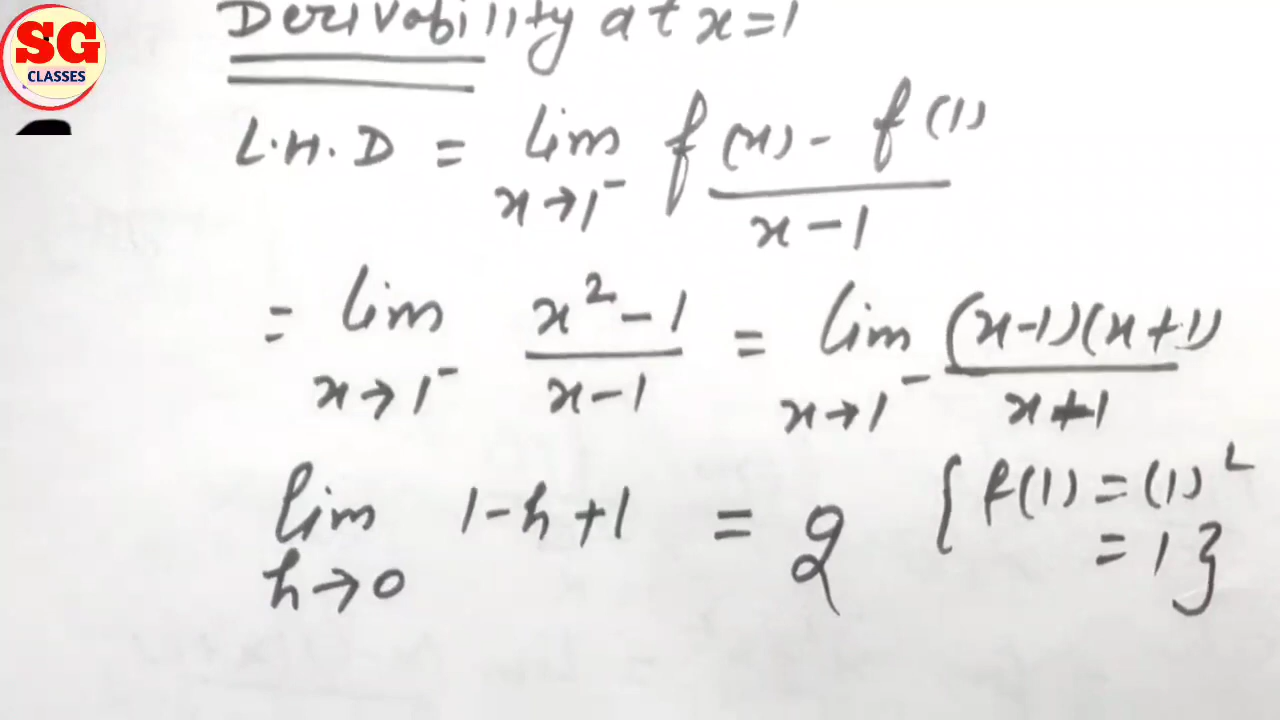 SG
CLASSES
Derivability at x=1
L.H.D = lim x→1⁻ f(x) - f(1) / x-1
= lim x→1⁻ x²-1 / x-1 = lim x→1⁻ (x-1)(x+1) / x-1
lim h→0 1-h+1 = 2 {f(1) = (1)²
= 1}